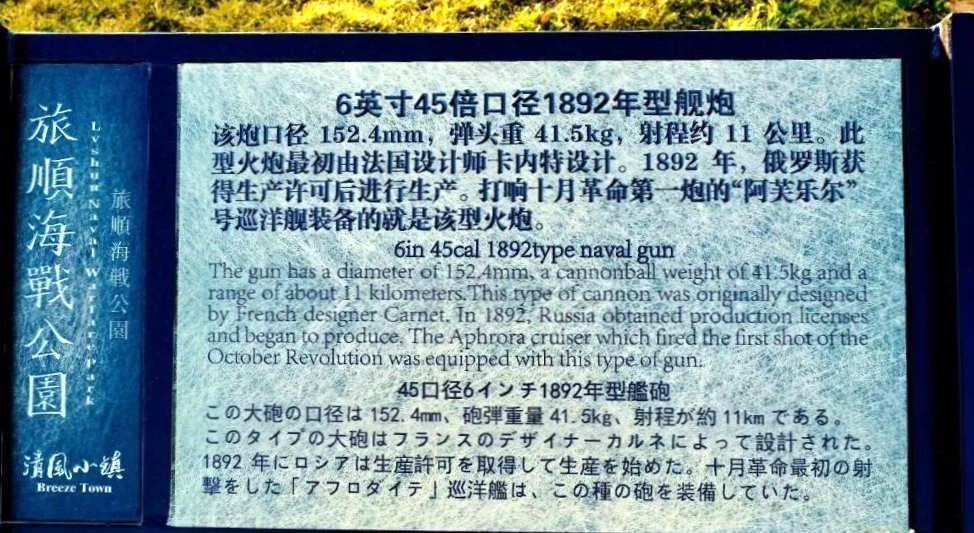 旅順海戰公園
Lvshun Naval Warfare Park
旅順海戦公園
清風小鎮
Breeze Town
6英寸45倍口径1892年型舰炮
该炮口径 152.4mm，弹头重 41.5kg，射程约 11 公里。此
型火炮最初由法国设计师卡内特设计。1892 年，俄罗斯获
得生产许可后进行生产。打响十月革命第一炮的“阿芙乐尔”
号巡洋舰装备的就是该型火炮。
6in 45cal 1892type naval gun
The gun has a diameter of 152.4mm, a cannonball weight of 41.5kg and a
range of about 11 kilometers.This type of cannon was originally designed
by French designer Carnet. In 1892, Russia obtained production licenses
and began to produce. The Aphrora cruiser which fired the first shot of the
October Revolution was equipped with this type of gun.
45口径6インチ1892年型艦砲
この大砲の口径は152.4mm、砲弾重量41.5kg、射程が約11kmである。
このタイプの大砲はフランスのデザイナーカルネによって設計された。
1892 年にロシアは生産許可を取得して生産を始めた。十月革命最初の射
撃をした「アフロダイテ」巡洋艦は、この種の砲を装備していた。